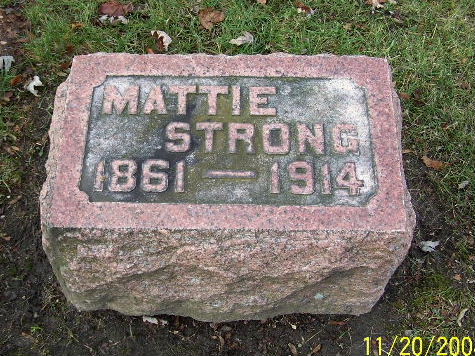 MATTIE
STRONG
1861 — 1914
11/20/200